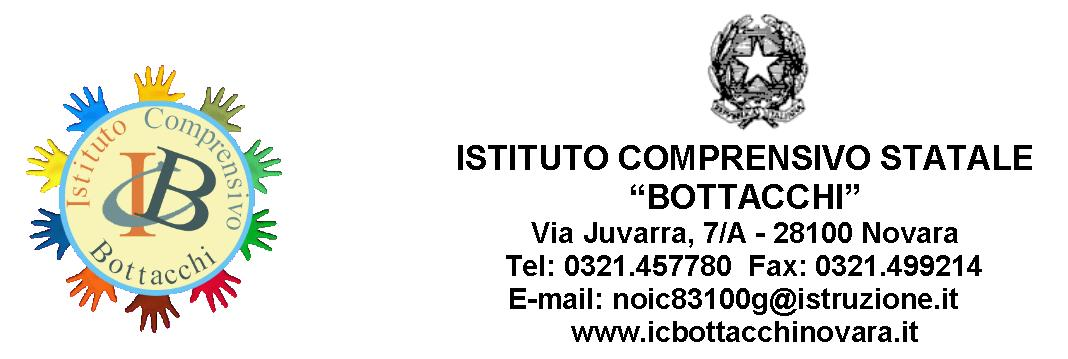 Istituto Comprensivo
ICB
Bottacchi
ISTITUTO COMPRENSIVO STATALE
“BOTTACCHI”
Via Juvarra, 7/A - 28100 Novara
Tel: 0321.457780  Fax: 0321.499214
E-mail: noic83100g@istruzione.it
www.icbottacchinovara.it